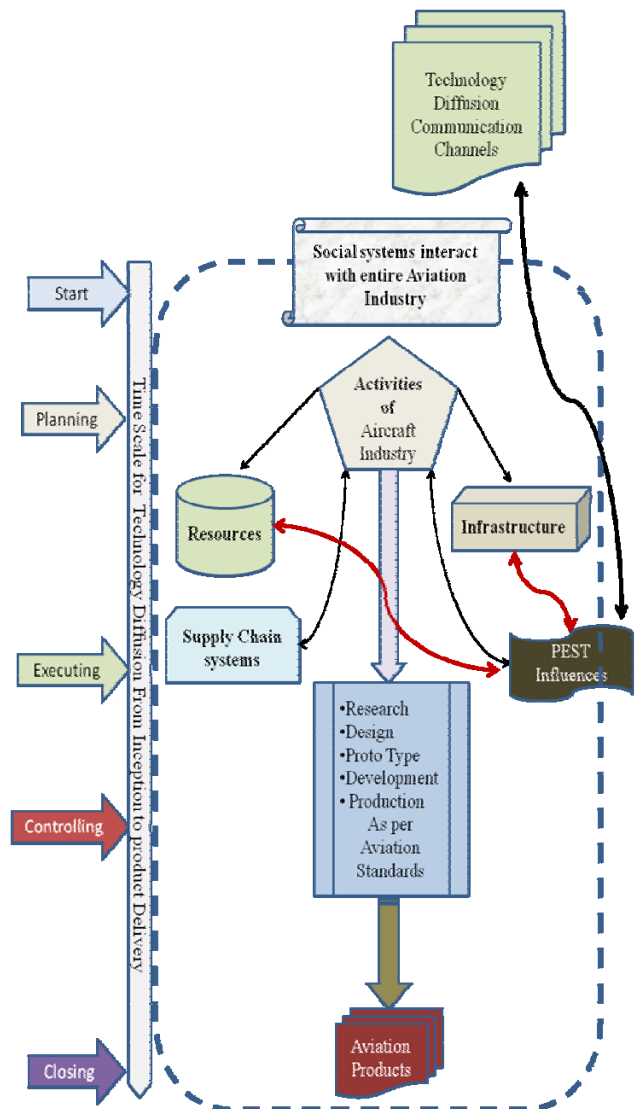 Technology
Diffusion
Communication
Channels
Social systems interact
with entire Aviation
Industry
Start
Planning
Executing
Controlling
Closing
Time Scale for Technology Diffusion From Inception to product Delivery
Activities
of
Aircraft
Industry
Resources
Infrastructure
Supply Chain
systems
PEST
Influences
•Research
•Design
•Proto Type
•Development
• Production
As per
Aviation
Standards
Aviation
Products